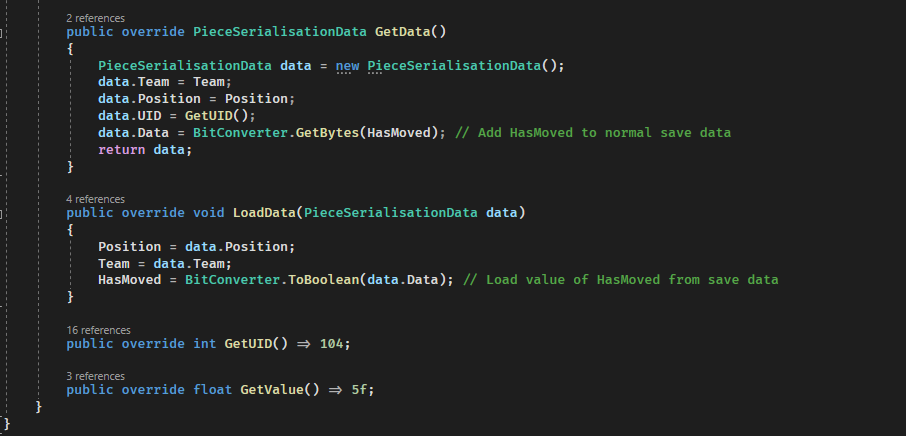 2 references
public override PieceSerialisationData GetData()
{
PieceSerialisationData data = new PieceSerialisationData();
data.Team = Team;
data.Position = Position;
data.UID = GetUID();
data.Data = BitConverter.GetBytes(HasMoved); // Add HasMoved to normal save data
return data;
}
4 references
public override void LoadData(PieceSerialisationData data)
{
Position = data.Position;
Team = data.Team;
HasMoved = BitConverter.ToBoolean(data.Data); // Load value of HasMoved from save data
}
16 references
public override int GetUID() => 104;
3 references
public override float GetValue() => 5f;
}
}